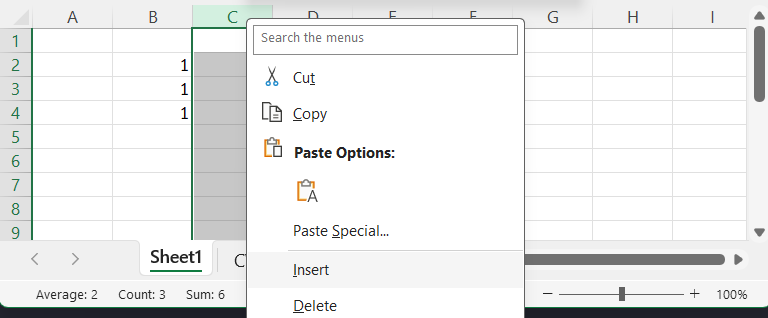 A B C D E F G H I
1
2 1
3 1
4 1
5
6
7
8
9
Search the menus
Cut
Copy
Paste Options:
Paste Special...
Insert
Delete
Sheet1
Average: 2 Count: 3 Sum: 6
100%